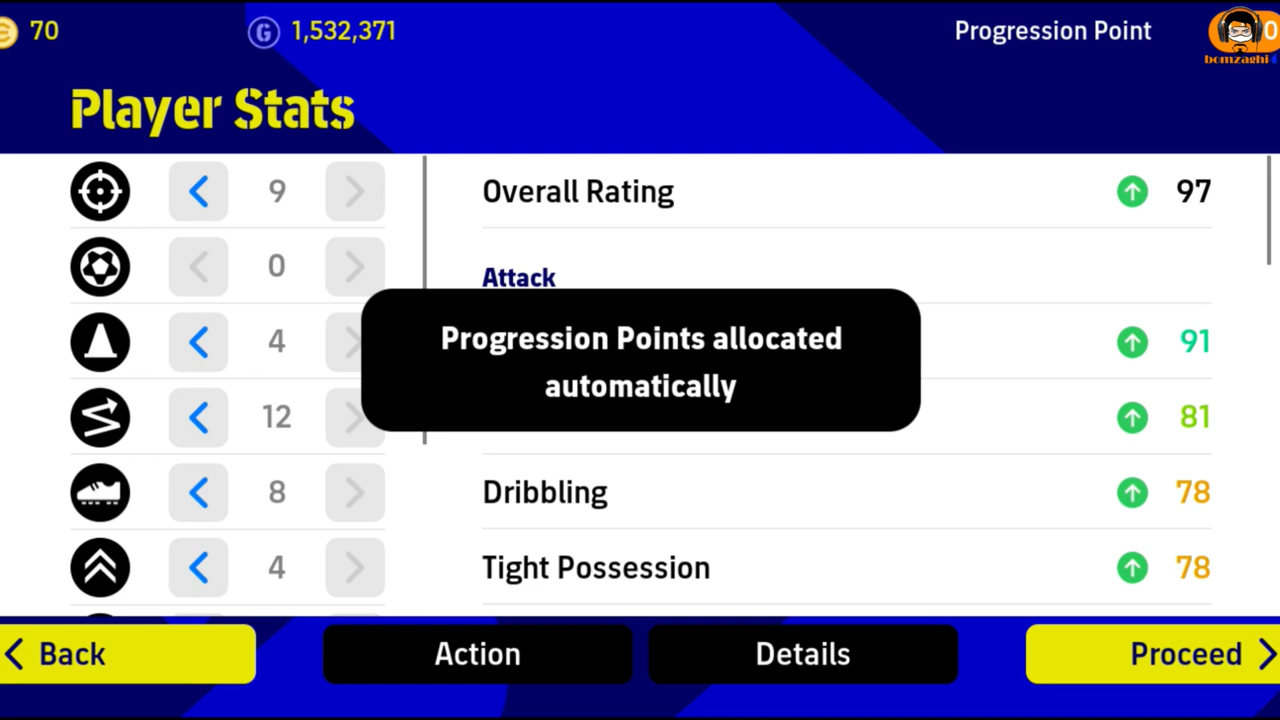 70
G 1,532,371
Progression Point
0
bomzaghi4
Player Stats
9
Overall Rating
97
0
Attack
4
91
Progression Points allocated
automatically
12
81
8
Dribbling
78
4
Tight Possession
78
Back
Action
Details
Proceed